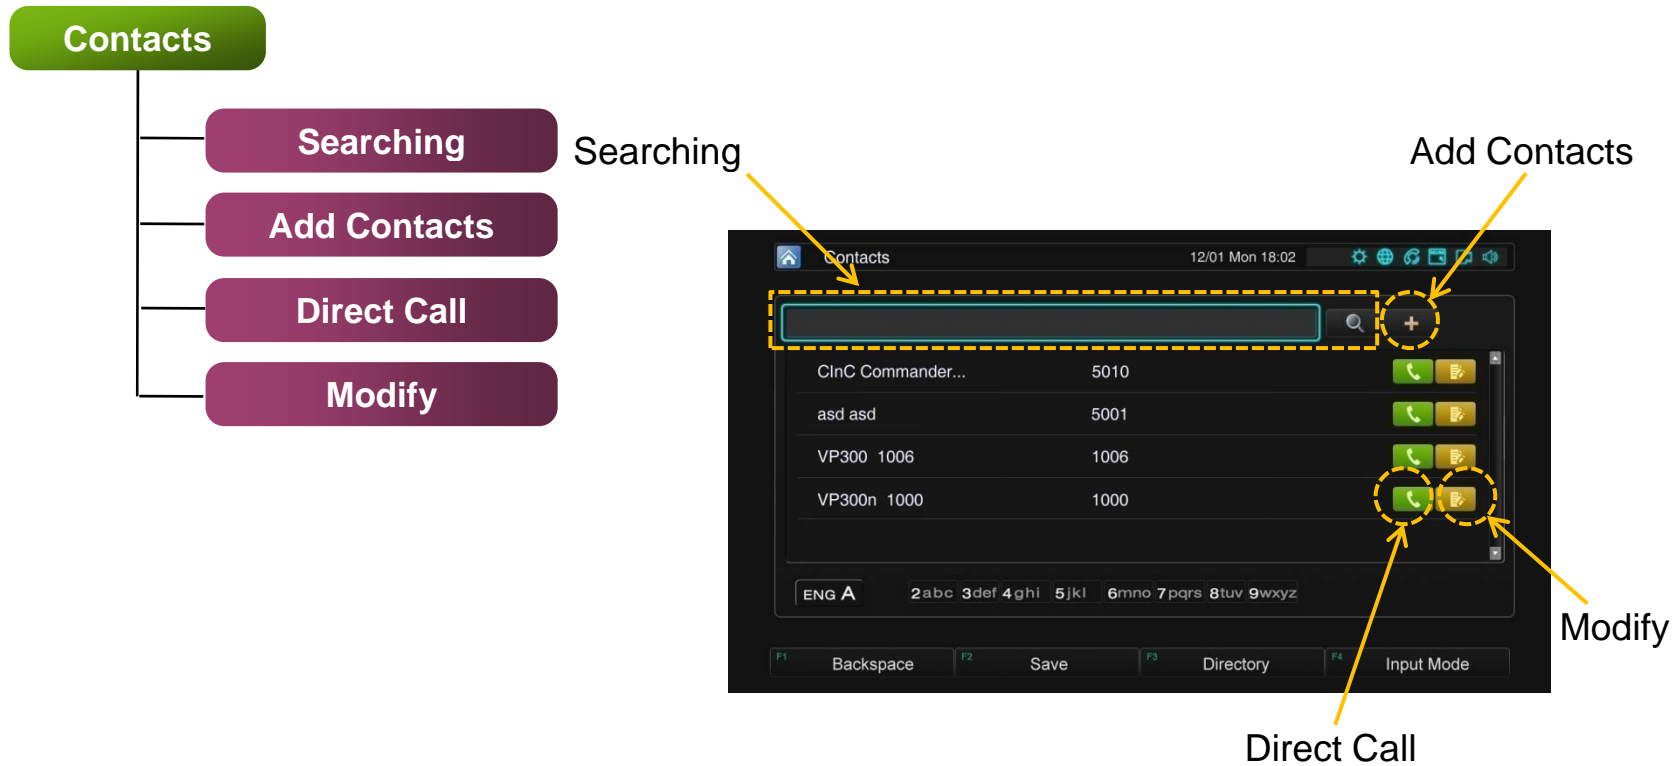 Contacts
Searching
Add Contacts
Direct Call
Modify
Searching
Add Contacts
Contacts 12/01 Mon 18:02
+
CInC Commander... 5010
asd asd 5001
VP300 1006 1006
VP300n 1000 1000
ENG A 2abc 3def 4ghi 5jkl 6mno 7pqrs 8tuv 9wxyz
F1 Backspace F2 Save F3 Directory F4 Input Mode
Modify
Direct Call